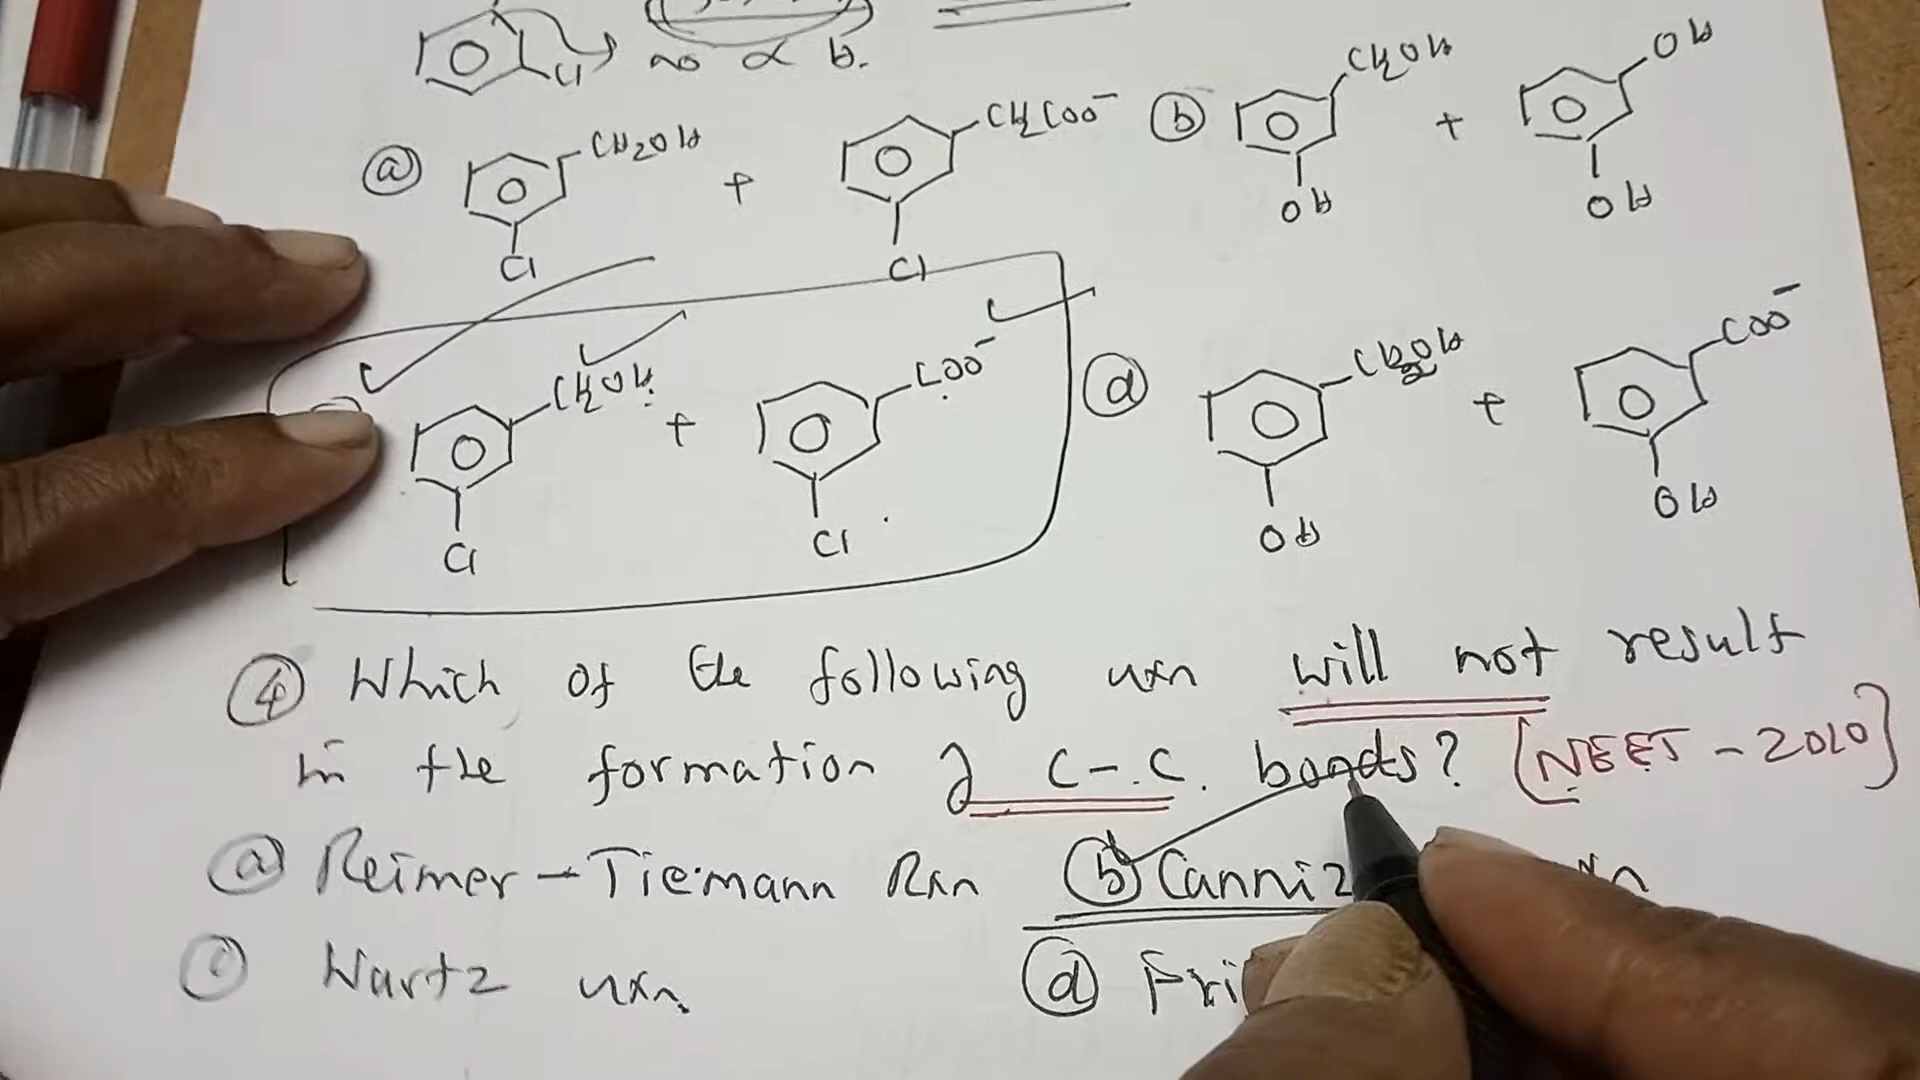 Cl no α H.
(a) CH2OH + CH2COO⁻ (b) CH2OH + OH
Cl Cl OH OH
CH2OH + COO⁻ (d) CH2OH + COO⁻
Cl Cl OH OH
(4) Which of the following rxn will not result
in the formation of C-C bonds? [NEET - 2010]
(a) Reimer - Tiemann Rxn (b) Canniz
(c) Wurtz rxn (d) Fri